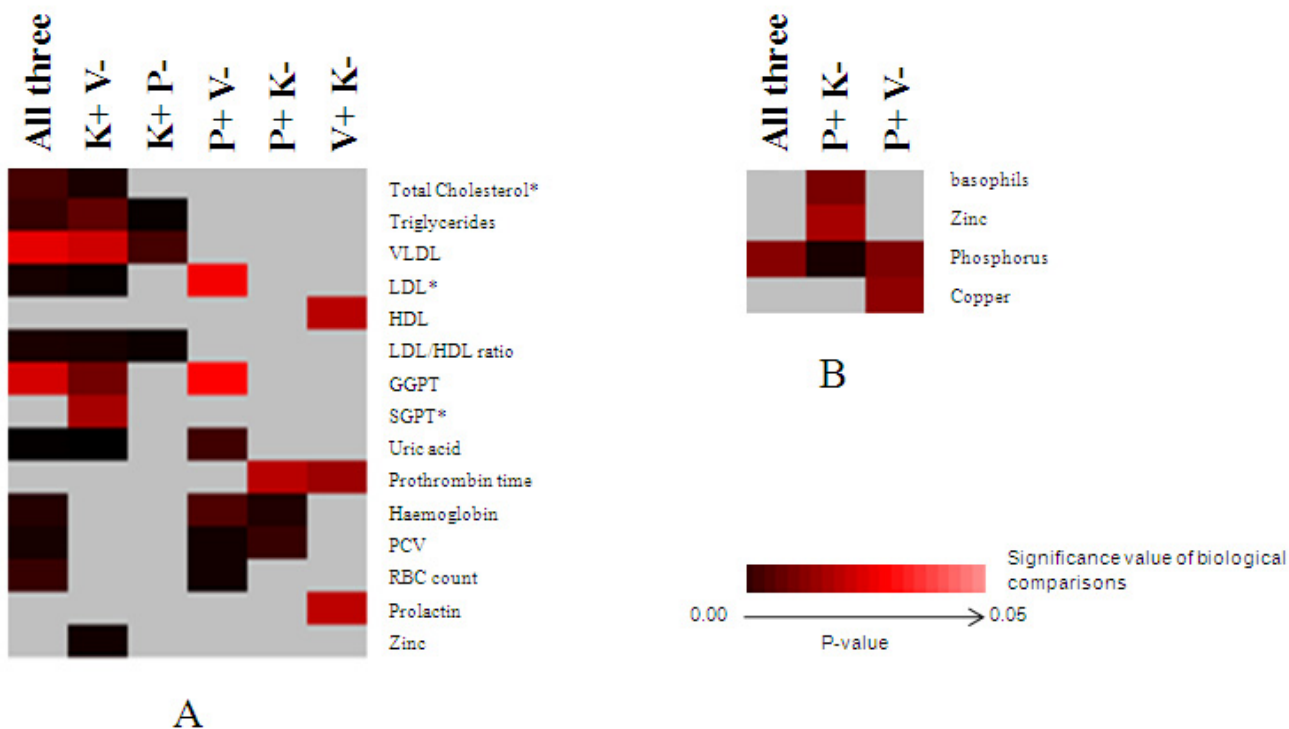 All three
K+ V-
K+ P-
P+ V-
P+ K-
V+ K-
Total Cholesterol*
Triglycerides
VLDL
LDL*
HDL
LDL/HDL ratio
GGPT
SGPT*
Uric acid
Prothrombin time
Haemoglobin
PCV
RBC count
Prolactin
Zinc
A
All three
P+ K-
P+ V-
basophils
Zinc
Phosphorus
Copper
B
Significance value of biological
comparisons
0.00
0.05
P-value